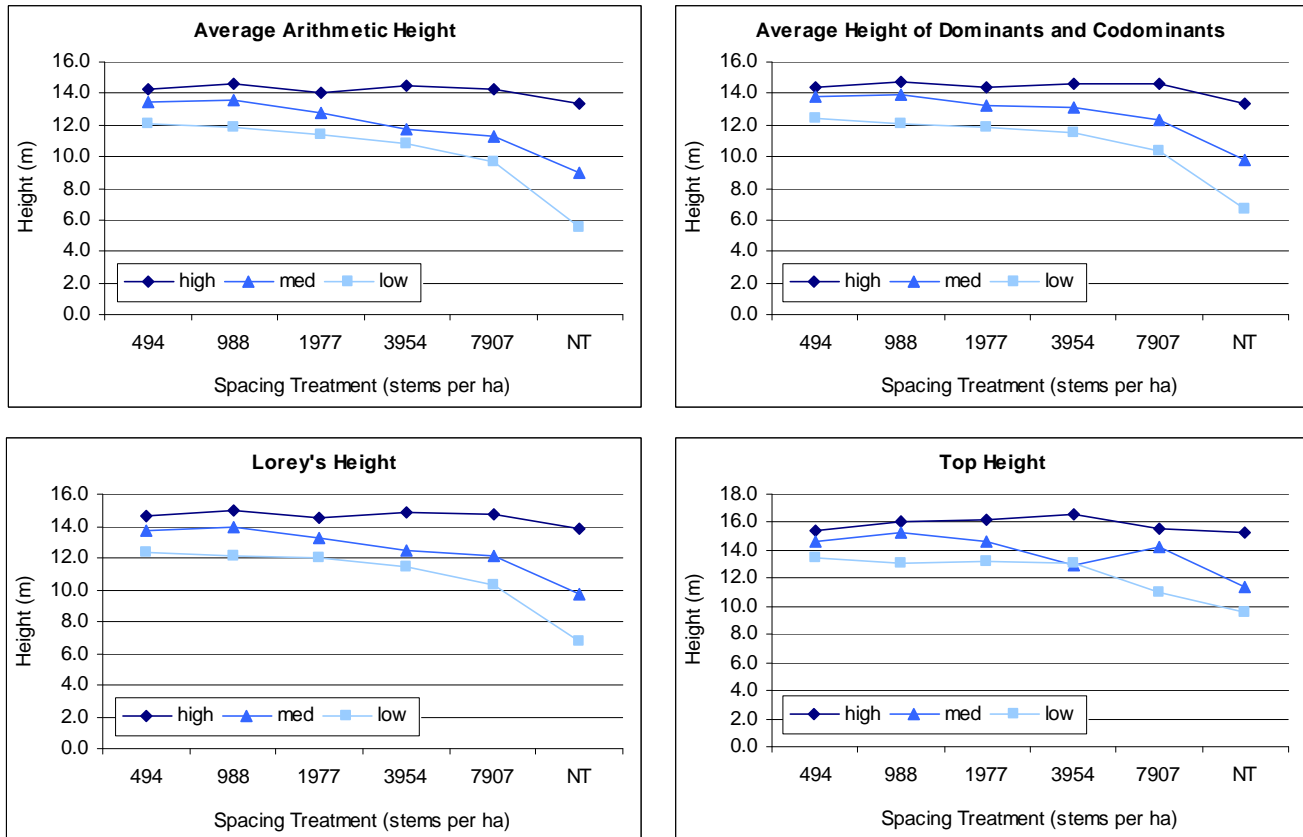 Average Arithmetic Height
16.0
14.0
12.0
10.0
8.0
6.0
4.0
2.0
0.0
Height (m)
high med low
494 988 1977 3954 7907 NT
Spacing Treatment (stems per ha)
Average Height of Dominants and Codominants
16.0
14.0
12.0
10.0
8.0
6.0
4.0
2.0
0.0
Height (m)
high med low
494 988 1977 3954 7907 NT
Spacing Treatment (stems per ha)
Lorey's Height
16.0
14.0
12.0
10.0
8.0
6.0
4.0
2.0
0.0
Height (m)
high med low
494 988 1977 3954 7907 NT
Spacing Treatment (stems per ha)
Top Height
18.0
16.0
14.0
12.0
10.0
8.0
6.0
4.0
2.0
0.0
Height (m)
high med low
494 988 1977 3954 7907 NT
Spacing Treatment (stems per ha)